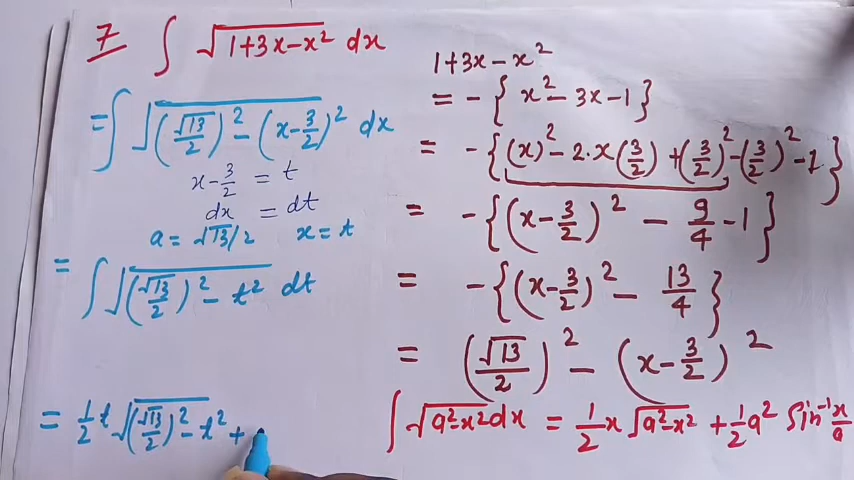 7 ∫ √(1+3x−x²) dx
= ∫ √((√13/2)² − (x−3/2)²) dx
x−3/2 = t
dx = dt
a = √13/2 x = t
= ∫ √((√13/2)² − t²) dt
= 1/2 t √((√13/2)² − t²) +
1+3x−x²
= −{x²−3x−1}
= −{(x)² − 2·x(3/2) + (3/2)² − (3/2)² − 1}
= −{(x−3/2)² − 9/4 − 1}
= −{(x−3/2)² − 13/4}
= (√13/2)² − (x−3/2)²
∫ √(a²−x²) dx = 1/2 x √(a²−x²) + 1/2 a² Sin⁻¹ x/a